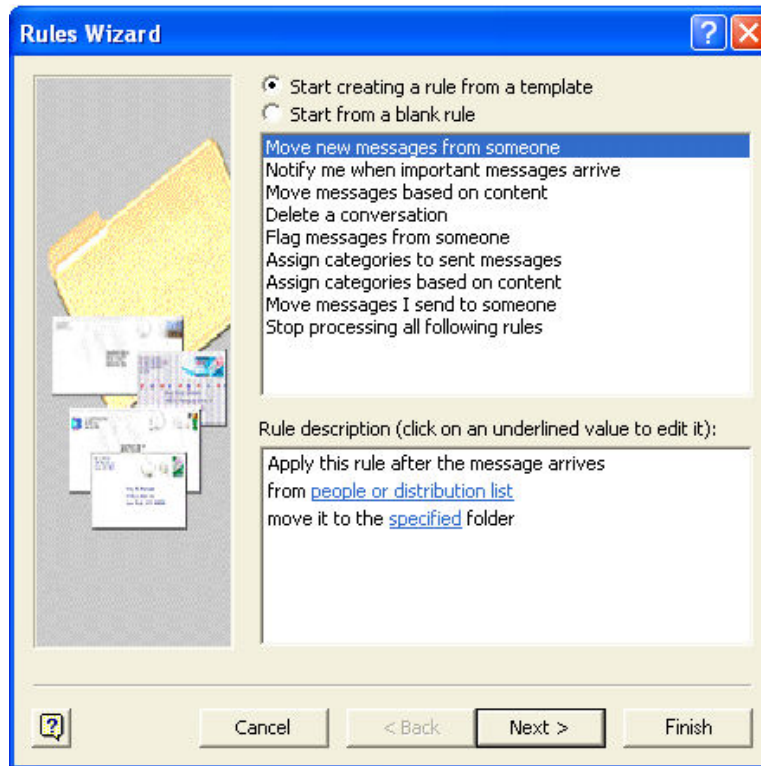 Rules Wizard
Start creating a rule from a template
Start from a blank rule
Move new messages from someone
Notify me when important messages arrive
Move messages based on content
Delete a conversation
Flag messages from someone
Assign categories to sent messages
Assign categories based on content
Move messages I send to someone
Stop processing all following rules
Rule description (click on an underlined value to edit it):
Apply this rule after the message arrives
from people or distribution list
move it to the specified folder
Cancel < Back Next > Finish